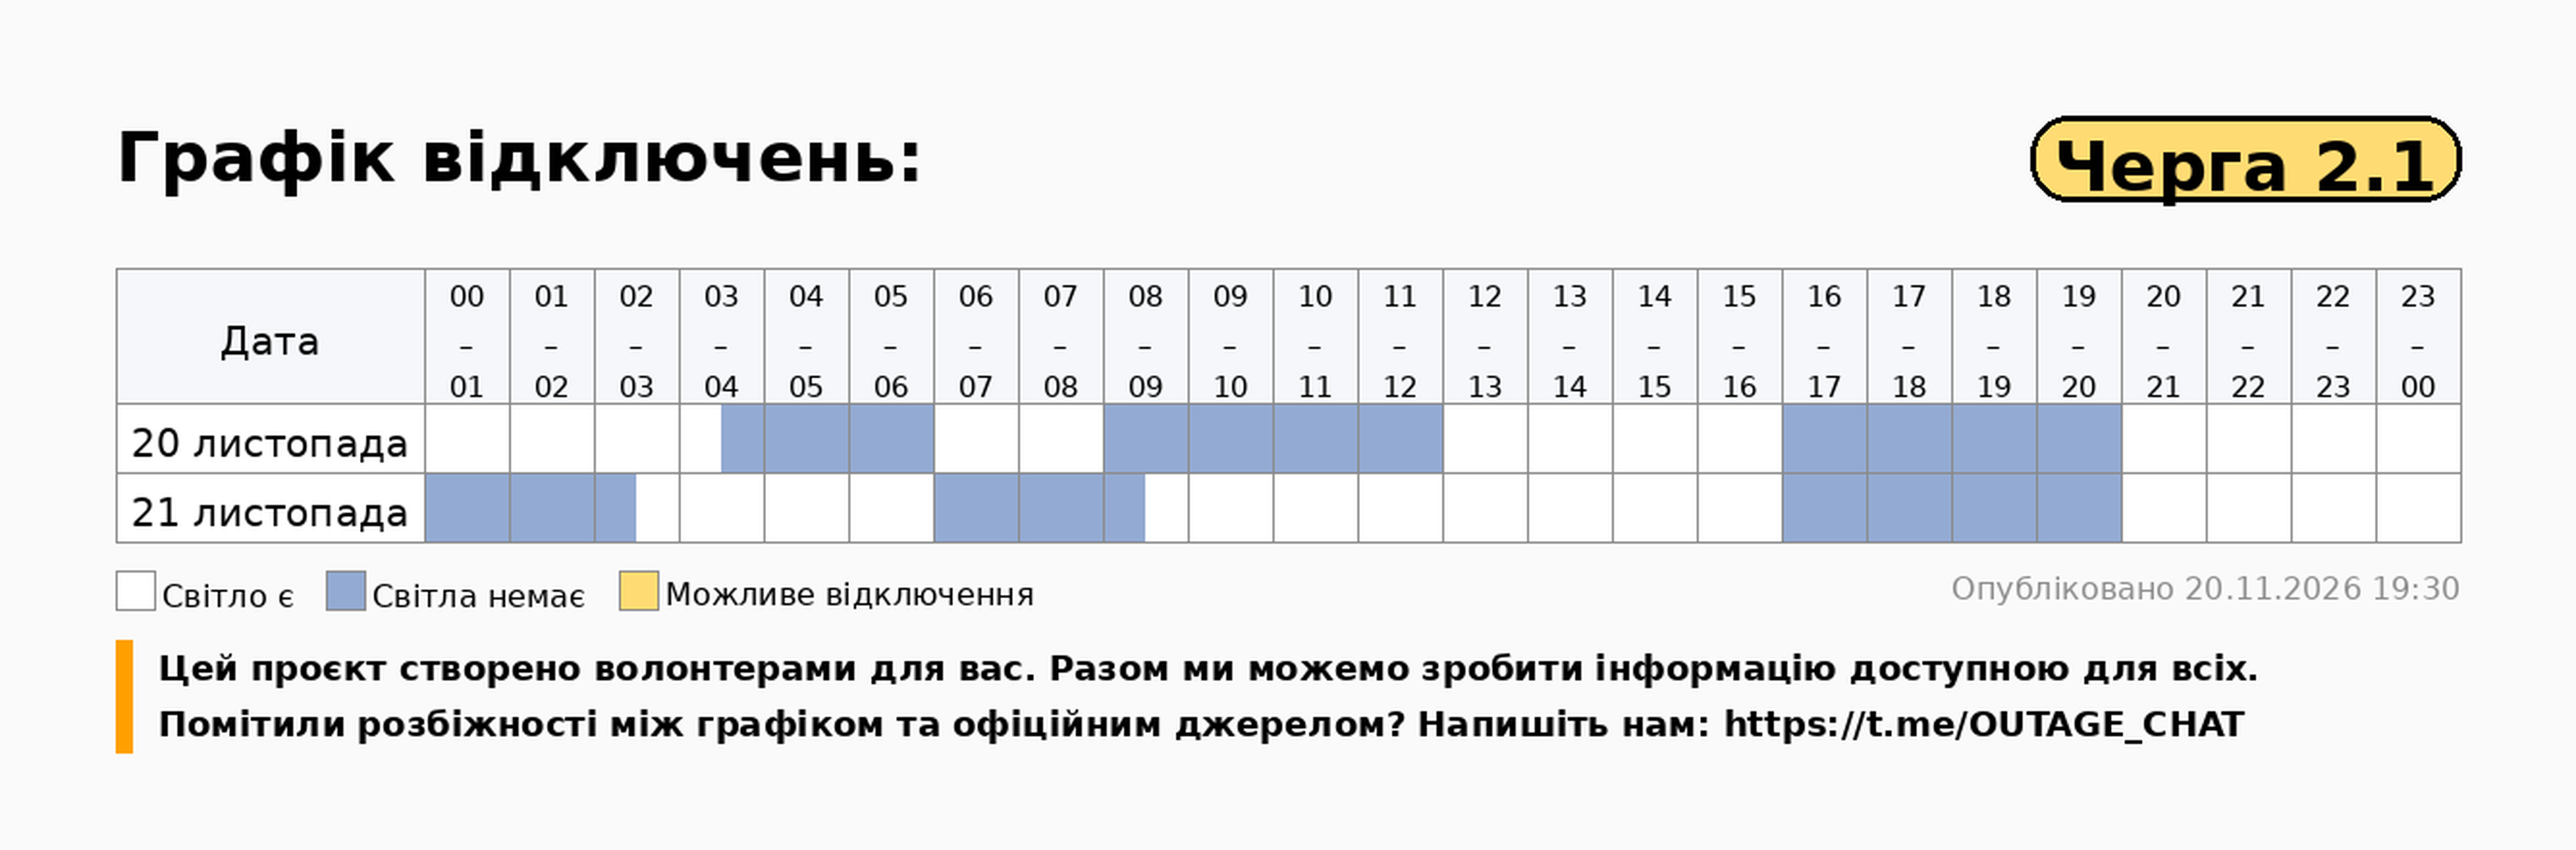 Графік відключень:
Черга 2.1
Дата 00 – 01 01 – 02 02 – 03 03 – 04 04 – 05 05 – 06 06 – 07 07 – 08 08 – 09 09 – 10 10 – 11 11 – 12 12 – 13 13 – 14 14 – 15 15 – 16 16 – 17 17 – 18 18 – 19 19 – 20 20 – 21 21 – 22 22 – 23 23 – 00
20 листопада
21 листопада
Світло є Світла немає Можливе відключення
Опубліковано 20.11.2026 19:30
Цей проєкт створено волонтерами для вас. Разом ми можемо зробити інформацію доступною для всіх.
Помітили розбіжності між графіком та офіційним джерелом? Напишіть нам: https://t.me/OUTAGE_CHAT